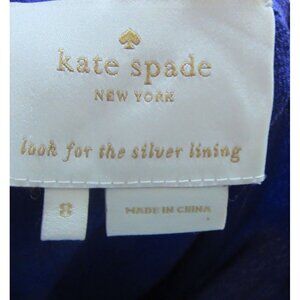 kate spade
NEW YORK
look for the silver lining
8
MADE IN CHINA